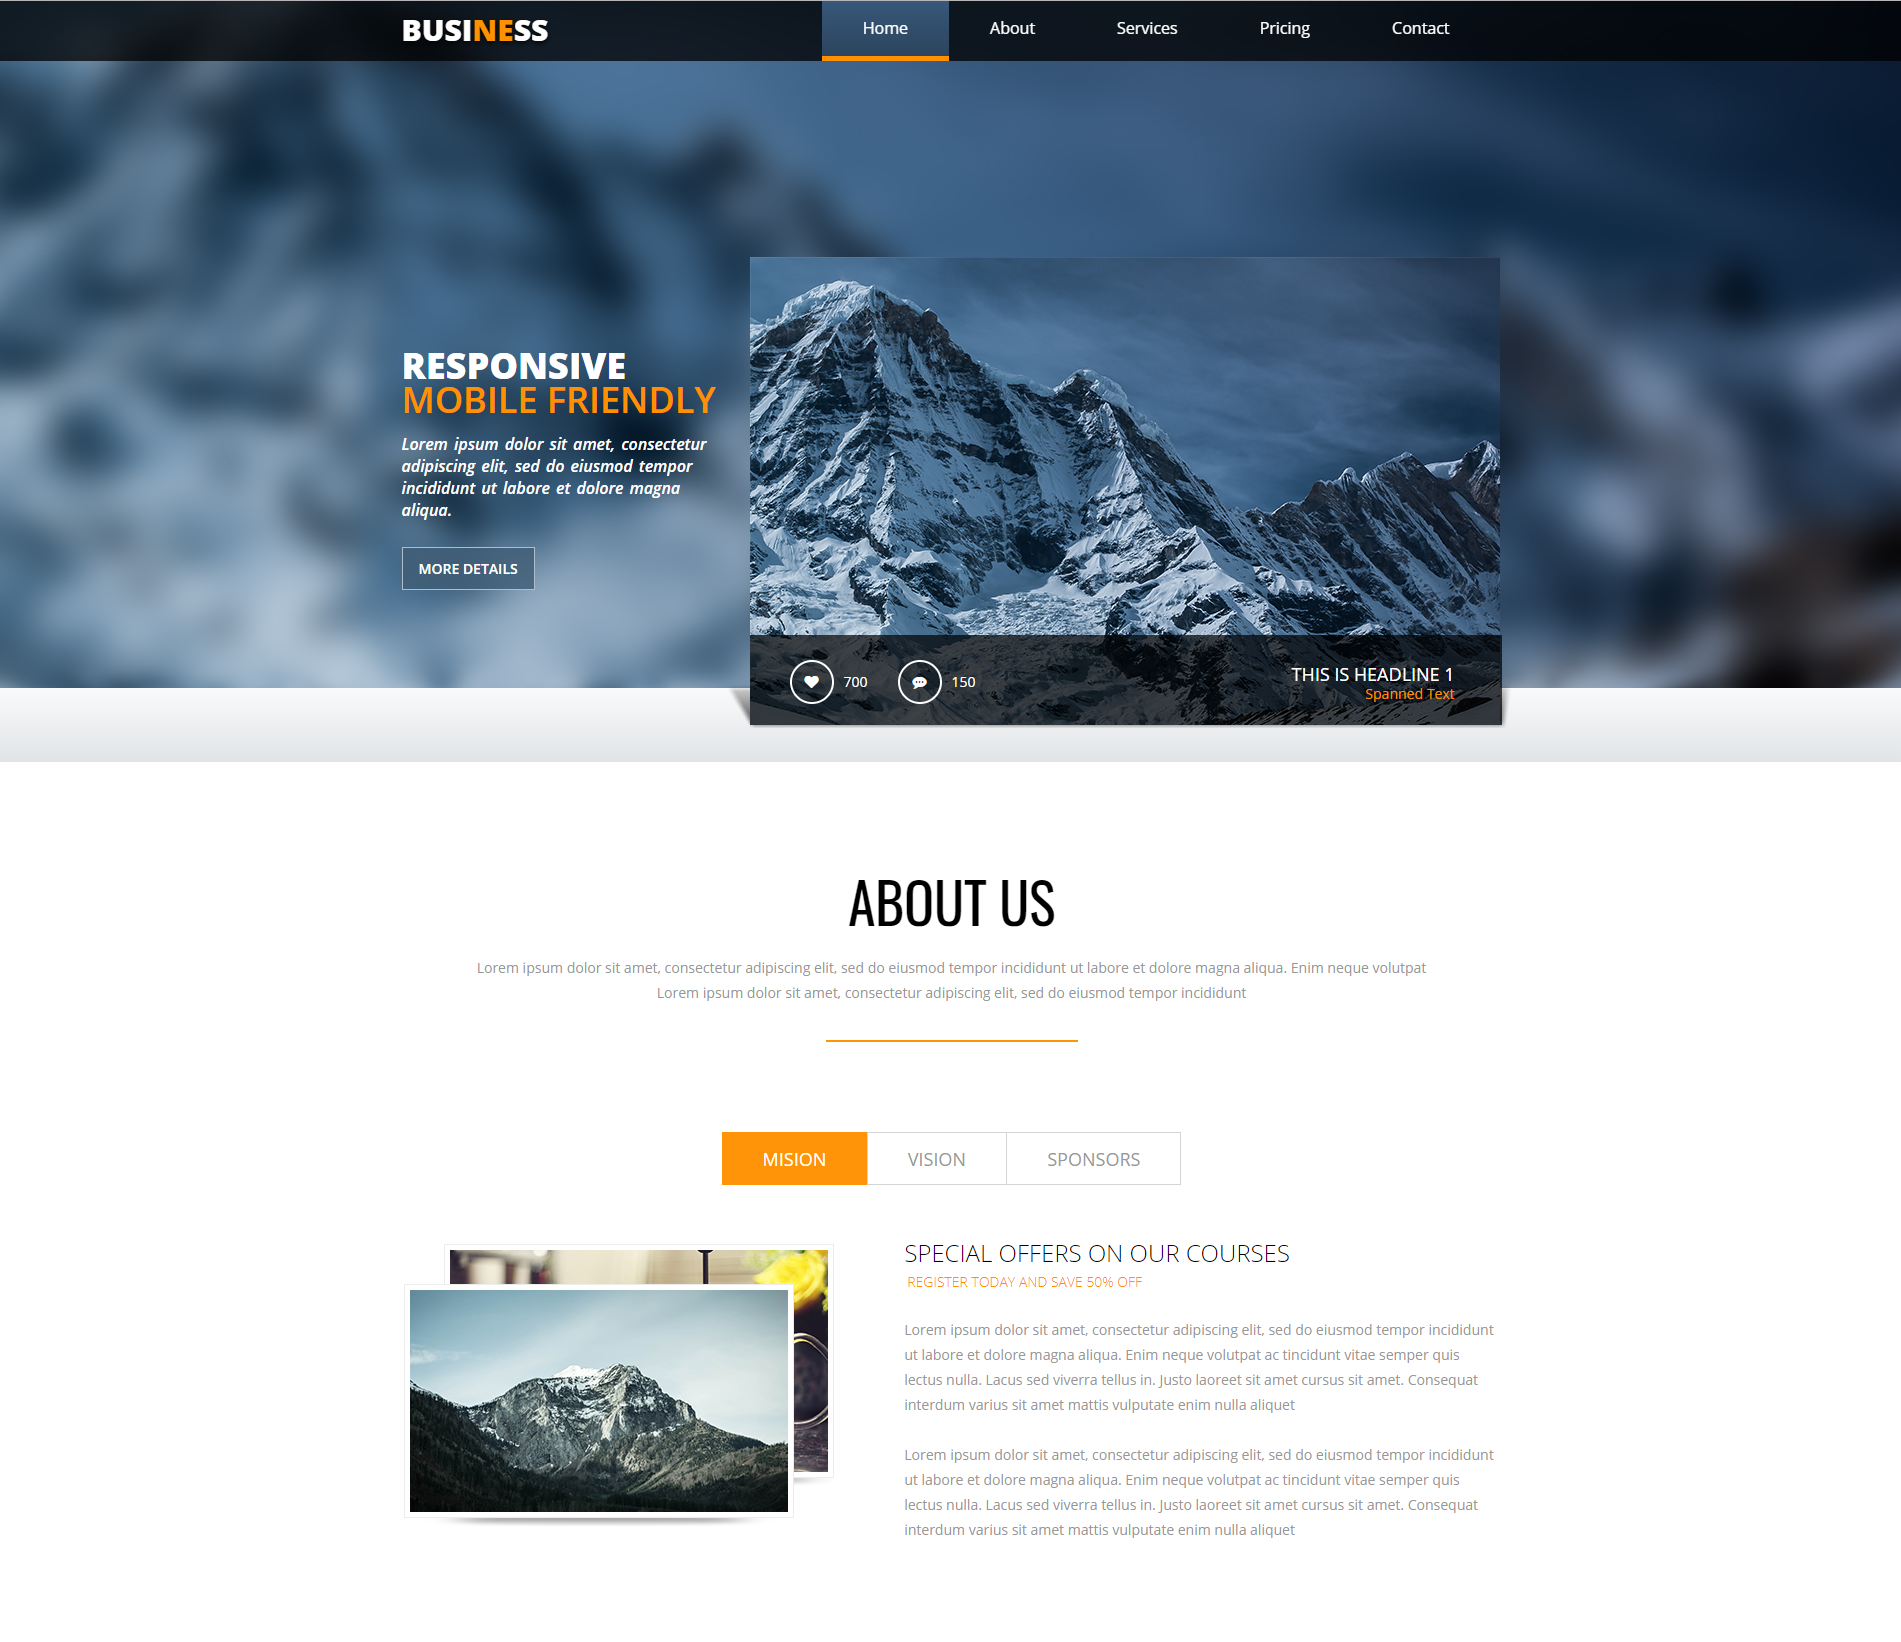 BUSINESS
Home
About
Services
Pricing
Contact
RESPONSIVE
MOBILE FRIENDLY
Lorem ipsum dolor sit amet, consectetur
adipiscing elit, sed do eiusmod tempor
incididunt ut labore et dolore magna
aliqua.
MORE DETAILS
700
150
THIS IS HEADLINE 1
Spanned Text
ABOUT US
Lorem ipsum dolor sit amet, consectetur adipiscing elit, sed do eiusmod tempor incididunt ut labore et dolore magna aliqua. Enim neque volutpat
Lorem ipsum dolor sit amet, consectetur adipiscing elit, sed do eiusmod tempor incididunt
MISION
VISION
SPONSORS
SPECIAL OFFERS ON OUR COURSES
REGISTER TODAY AND SAVE 50% OFF
Lorem ipsum dolor sit amet, consectetur adipiscing elit, sed do eiusmod tempor incididunt
ut labore et dolore magna aliqua. Enim neque volutpat ac tincidunt vitae semper quis
lectus nulla. Lacus sed viverra tellus in. Justo laoreet sit amet cursus sit amet. Consequat
interdum varius sit amet mattis vulputate enim nulla aliquet
Lorem ipsum dolor sit amet, consectetur adipiscing elit, sed do eiusmod tempor incididunt
ut labore et dolore magna aliqua. Enim neque volutpat ac tincidunt vitae semper quis
lectus nulla. Lacus sed viverra tellus in. Justo laoreet sit amet cursus sit amet. Consequat
interdum varius sit amet mattis vulputate enim nulla aliquet